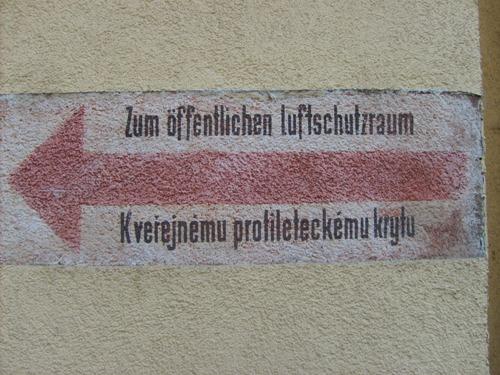 Zum öffentlichen Luftschutzraum
K veřejnému protileteckému krytu